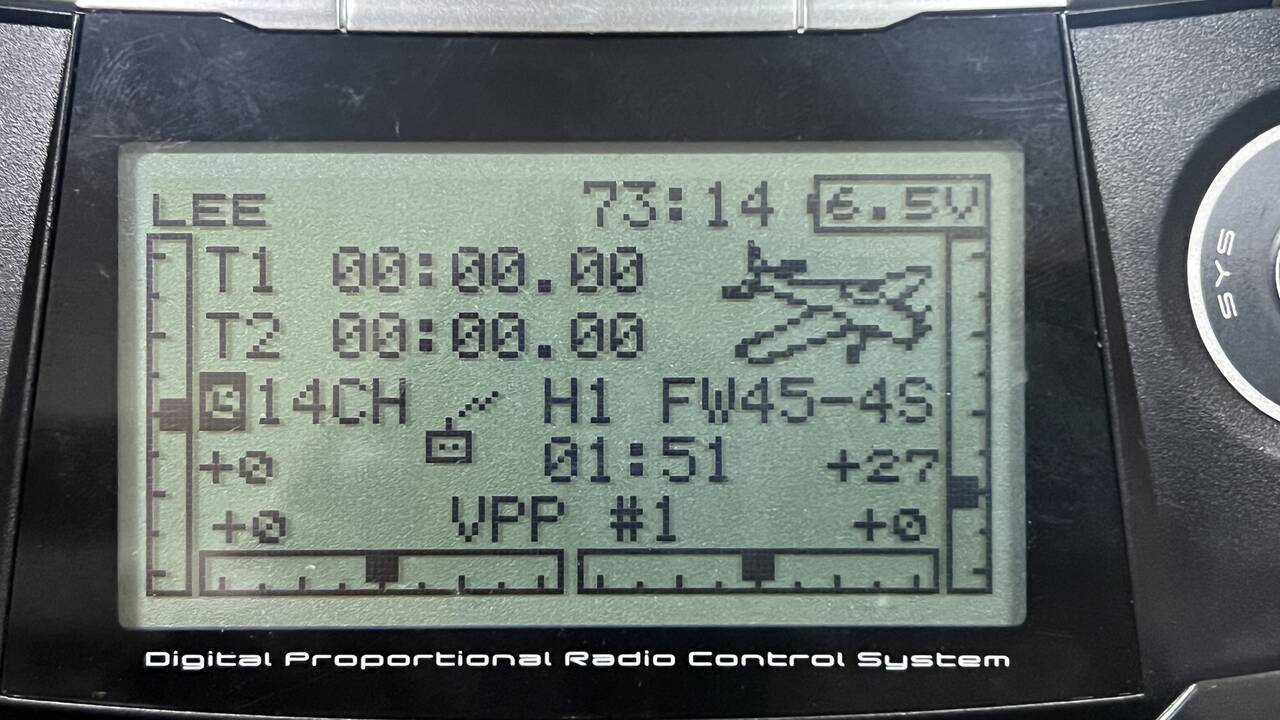 LEE 73:14 6.5V
T1 00:00.00
T2 00:00.00
G14CH H1 FW45-4S
+0 01:51 +27
+0 VPP #1 +0
Digital Proportional Radio Control System
SYS